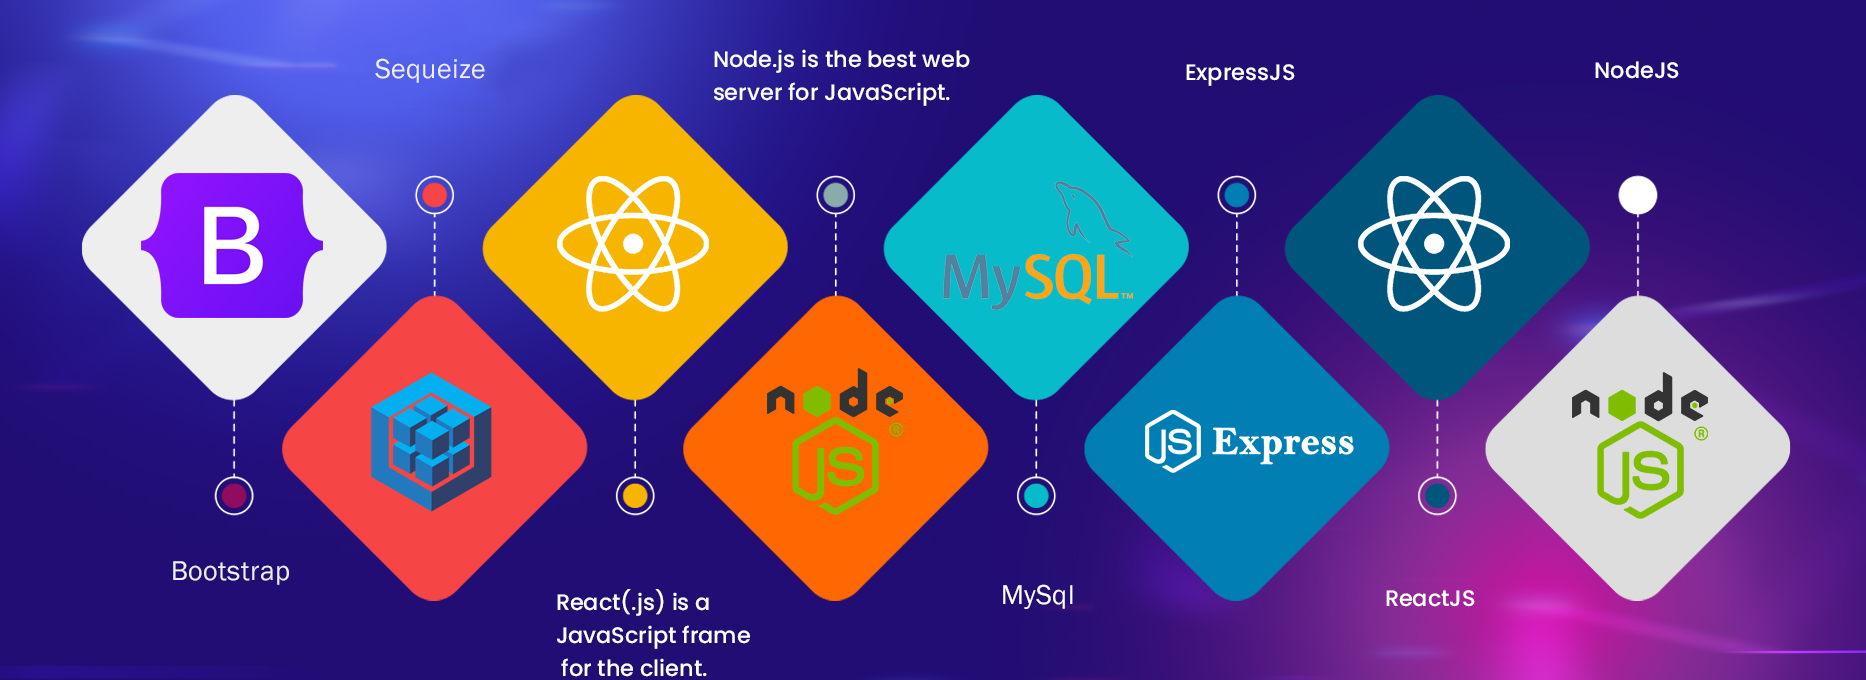 Sequeize
Node.js is the best web
server for JavaScript.
ExpressJS
NodeJS
B
MySQL™
node
JS
®
JS Express
node
JS
®
Bootstrap
React(.js) is a
JavaScript frame
for the client.
MySql
ReactJS